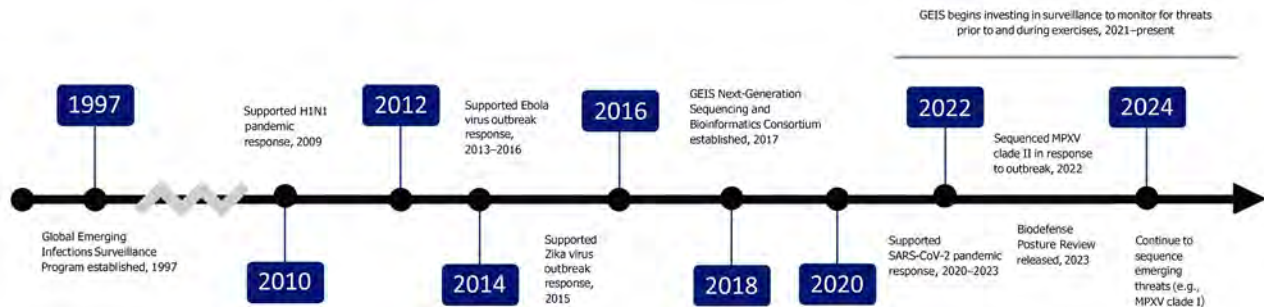 GEIS begins investing in surveillance to monitor for threats
prior to and during exercises, 2021–present
1997
Supported H1N1
pandemic
response, 2009
2012
Supported Ebola
virus outbreak
response,
2013–2016
2016
GEIS Next-Generation
Sequencing and
Bioinformatics Consortium
established, 2017
2022
Sequenced MPXV
clade II in response
to outbreak, 2022
2024
Global Emerging
Infections Surveillance
Program established, 1997
2010
2014
Supported
Zika virus
outbreak
response,
2015
2018
2020
Supported
SARS-CoV-2 pandemic
response, 2020–2023
Biodefense
Posture Review
released, 2023
Continue to
sequence
emerging
threats (e.g.,
MPXV clade I)